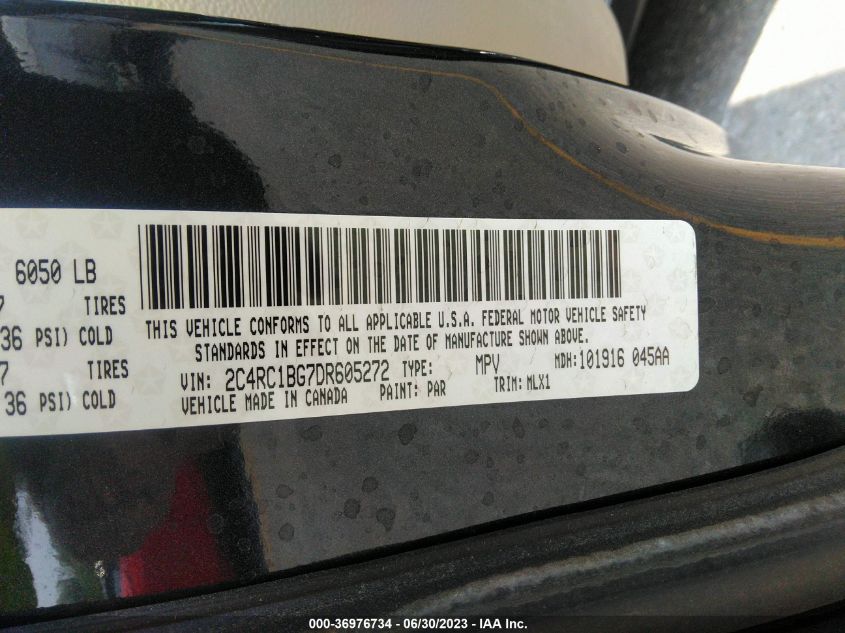 6050 LB
7 TIRES
36 PSI) COLD
7
36 PSI) COLD
THIS VEHICLE CONFORMS TO ALL APPLICABLE U.S.A. FEDERAL MOTOR VEHICLE SAFETY
STANDARDS IN EFFECT ON THE DATE OF MANUFACTURE SHOWN ABOVE.
VIN: 2C4RC1BG7DR605272 TYPE: MPV MDH:101916 045AA
VEHICLE MADE IN CANADA PAINT: PAR TRIM: MLX1
000-36976734 - 06/30/2023 - IAA Inc.